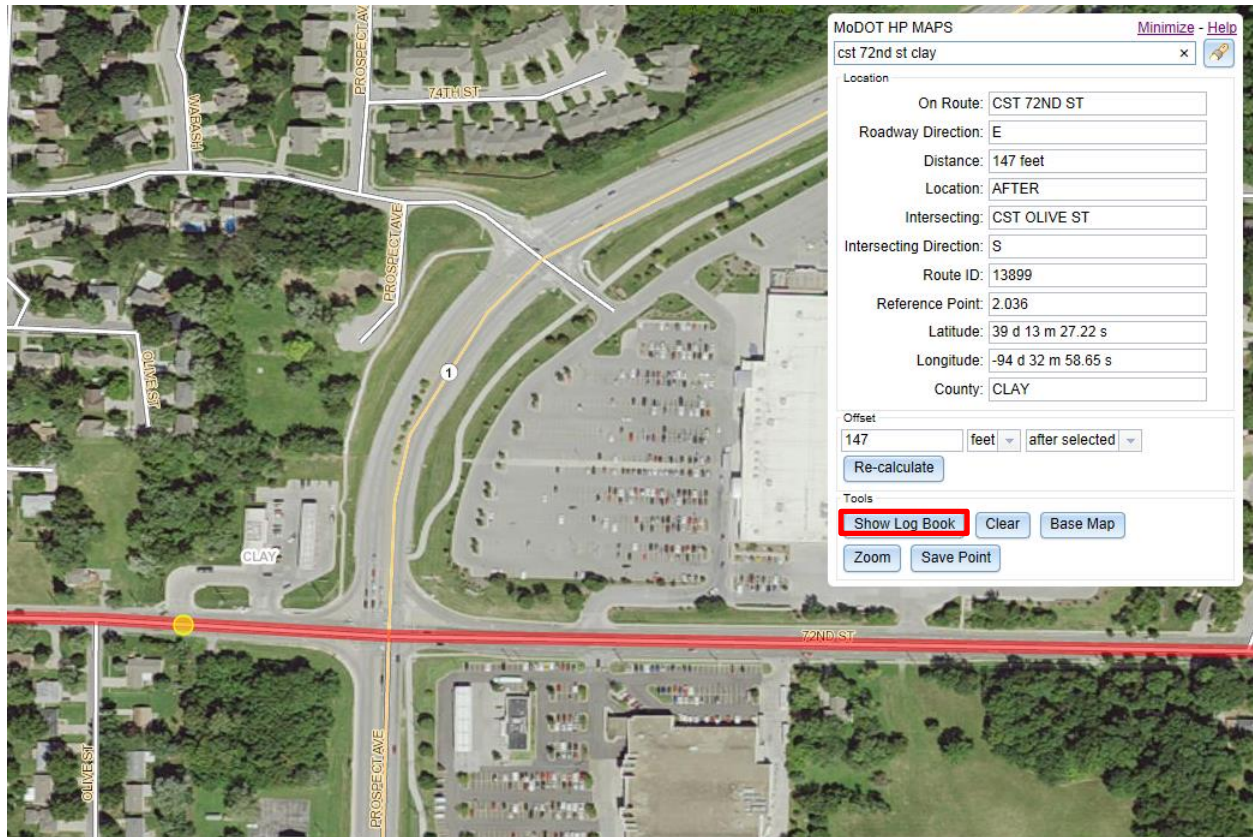 MoDOT HP MAPS
Minimize - Help
cst 72nd st clay ×
Location
On Route: CST 72ND ST
Roadway Direction: E
Distance: 147 feet
Location: AFTER
Intersecting: CST OLIVE ST
Intersecting Direction: S
Route ID: 13899
Reference Point: 2.036
Latitude: 39 d 13 m 27.22 s
Longitude: -94 d 32 m 58.65 s
County: CLAY
Offset
147 feet after selected
Re-calculate
Tools
Show Log Book Clear Base Map
Zoom Save Point
PROSPECT AVE
74TH ST
WABASH
PROSPECT AVE
OLIVE ST
1
CLAY
72ND ST
OLIVE ST
PROSPECT AVE